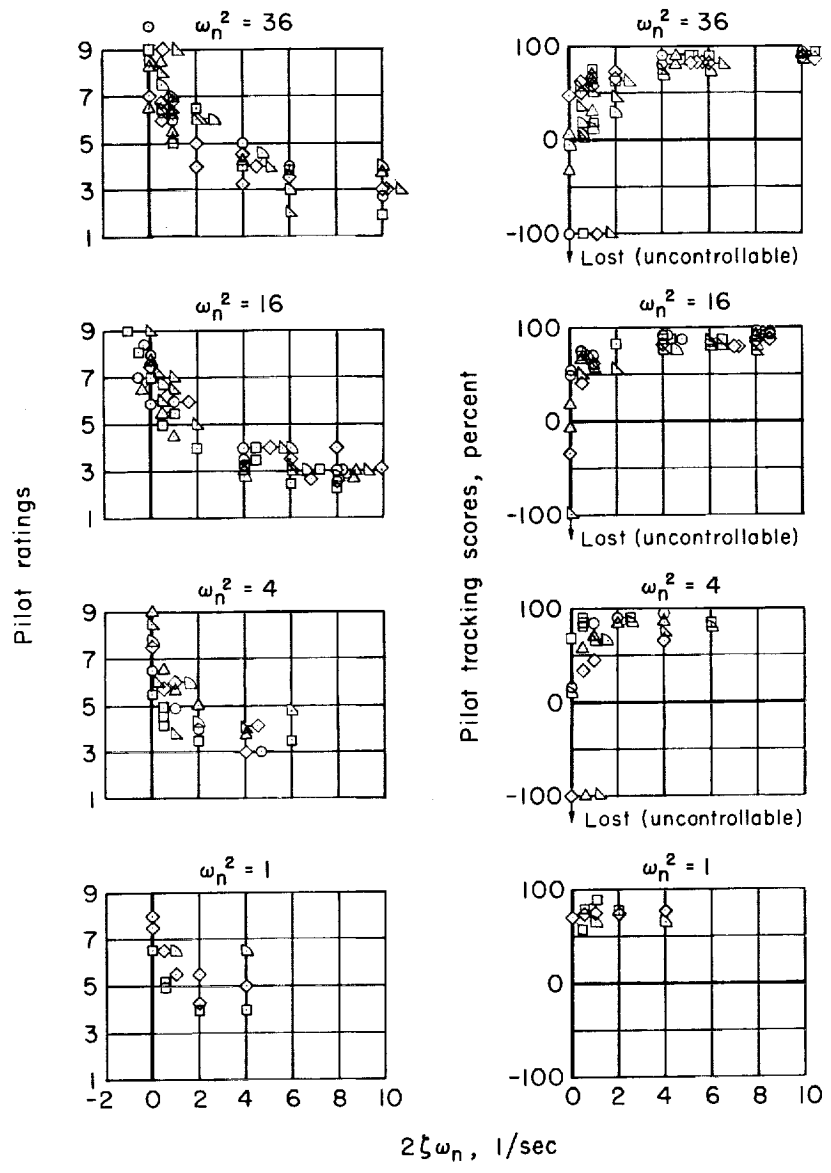 ωn² = 36
9
7
5
3
1
ωn² = 36
100
0
-100
Lost (uncontrollable)
ωn² = 16
9
7
5
3
1
ωn² = 16
100
0
-100
Lost (uncontrollable)
Pilot ratings
Pilot tracking scores, percent
ωn² = 4
9
7
5
3
1
ωn² = 4
100
0
-100
Lost (uncontrollable)
ωn² = 1
9
7
5
3
1
-2 0 2 4 6 8 10
ωn² = 1
100
0
-100
0 2 4 6 8 10
2ζωn, 1/sec